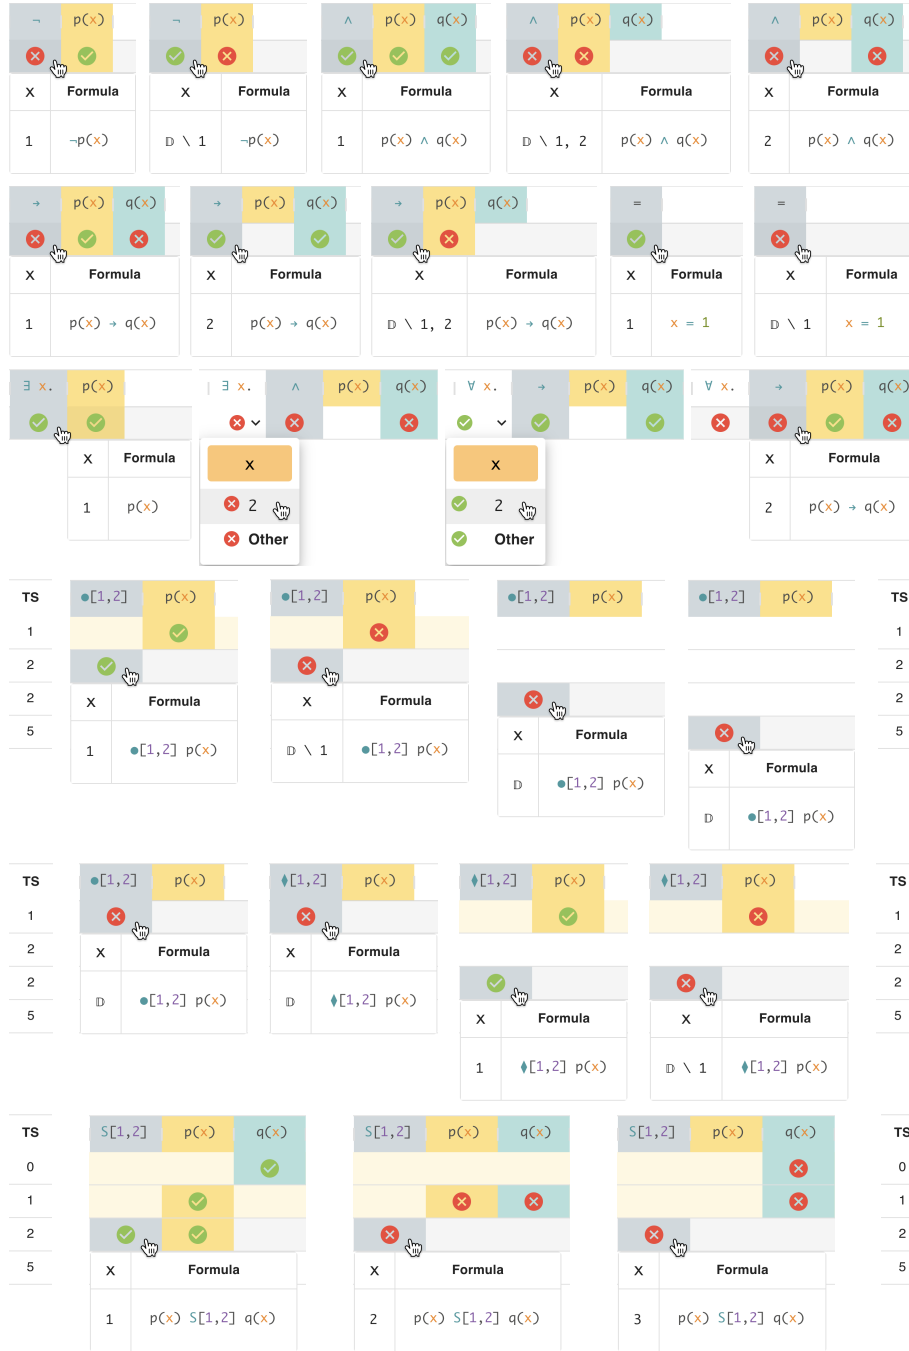 ¬ p(x) ¬ p(x) ∧ p(x) q(x) ∧ p(x) q(x) ∧ p(x) q(x)
x Formula x Formula x Formula x Formula x Formula
1 ¬p(x) 𝔻 \ 1 ¬p(x) 1 p(x) ∧ q(x) 𝔻 \ 1, 2 p(x) ∧ q(x) 2 p(x) ∧ q(x)
→ p(x) q(x) → p(x) q(x) → p(x) q(x) = =
x Formula x Formula x Formula x Formula x Formula
1 p(x) → q(x) 2 p(x) → q(x) 𝔻 \ 1, 2 p(x) → q(x) 1 x = 1 𝔻 \ 1 x = 1
∃ x. p(x) ∃ x. ∧ p(x) q(x) ∀ x. → p(x) q(x) ∀ x. → p(x) q(x)
x Formula x x x Formula
1 p(x) 2 2 2 p(x) → q(x)
Other Other
TS ●[1,2] p(x) ●[1,2] p(x) ●[1,2] p(x) ●[1,2] p(x) TS
1 1
2 2
2 x Formula x Formula 2
5 x Formula 5
1 ●[1,2] p(x) 𝔻 \ 1 ●[1,2] p(x)
x Formula
𝔻 ●[1,2] p(x)
𝔻 ●[1,2] p(x)
TS ●[1,2] p(x) ♦[1,2] p(x) ♦[1,2] p(x) ♦[1,2] p(x) TS
1 1
2 x Formula x Formula 2
2 2
5 𝔻 ●[1,2] p(x) 𝔻 ♦[1,2] p(x) x Formula x Formula 5
1 ♦[1,2] p(x) 𝔻 \ 1 ♦[1,2] p(x)
TS S[1,2] p(x) q(x) S[1,2] p(x) q(x) S[1,2] p(x) q(x) TS
0 0
1 1
2 2
5 x Formula x Formula x Formula 5
1 p(x) S[1,2] q(x) 2 p(x) S[1,2] q(x) 3 p(x) S[1,2] q(x)